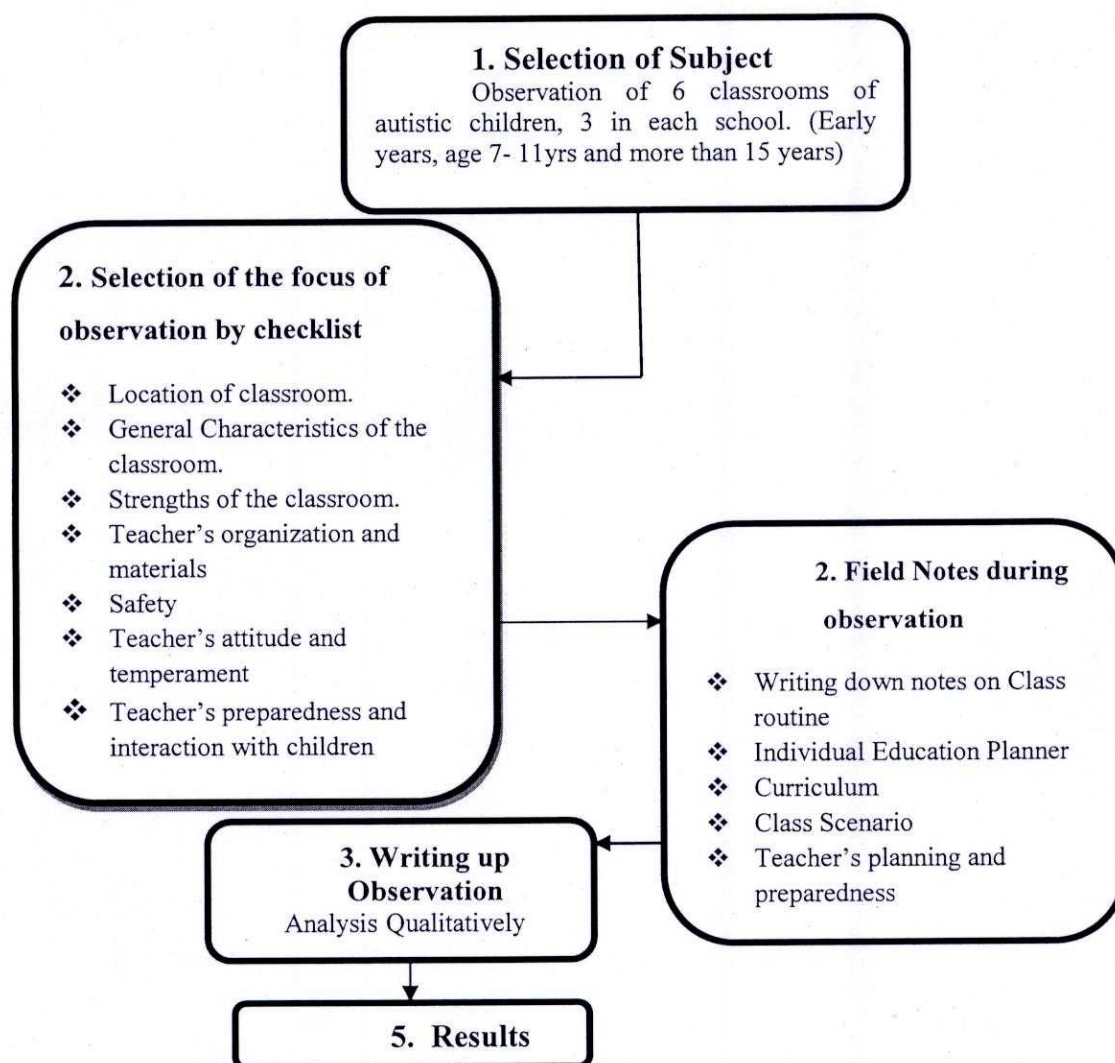 1. Selection of Subject
Observation of 6 classrooms of
autistic children, 3 in each school. (Early
years, age 7- 11yrs and more than 15 years)
2. Selection of the focus of
observation by checklist
❖ Location of classroom.
❖ General Characteristics of the
classroom.
❖ Strengths of the classroom.
❖ Teacher's organization and
materials
❖ Safety
❖ Teacher's attitude and
temperament
❖ Teacher's preparedness and
interaction with children
2. Field Notes during
observation
❖ Writing down notes on Class
routine
❖ Individual Education Planner
❖ Curriculum
❖ Class Scenario
❖ Teacher's planning and
preparedness
3. Writing up
Observation
Analysis Qualitatively
5. Results